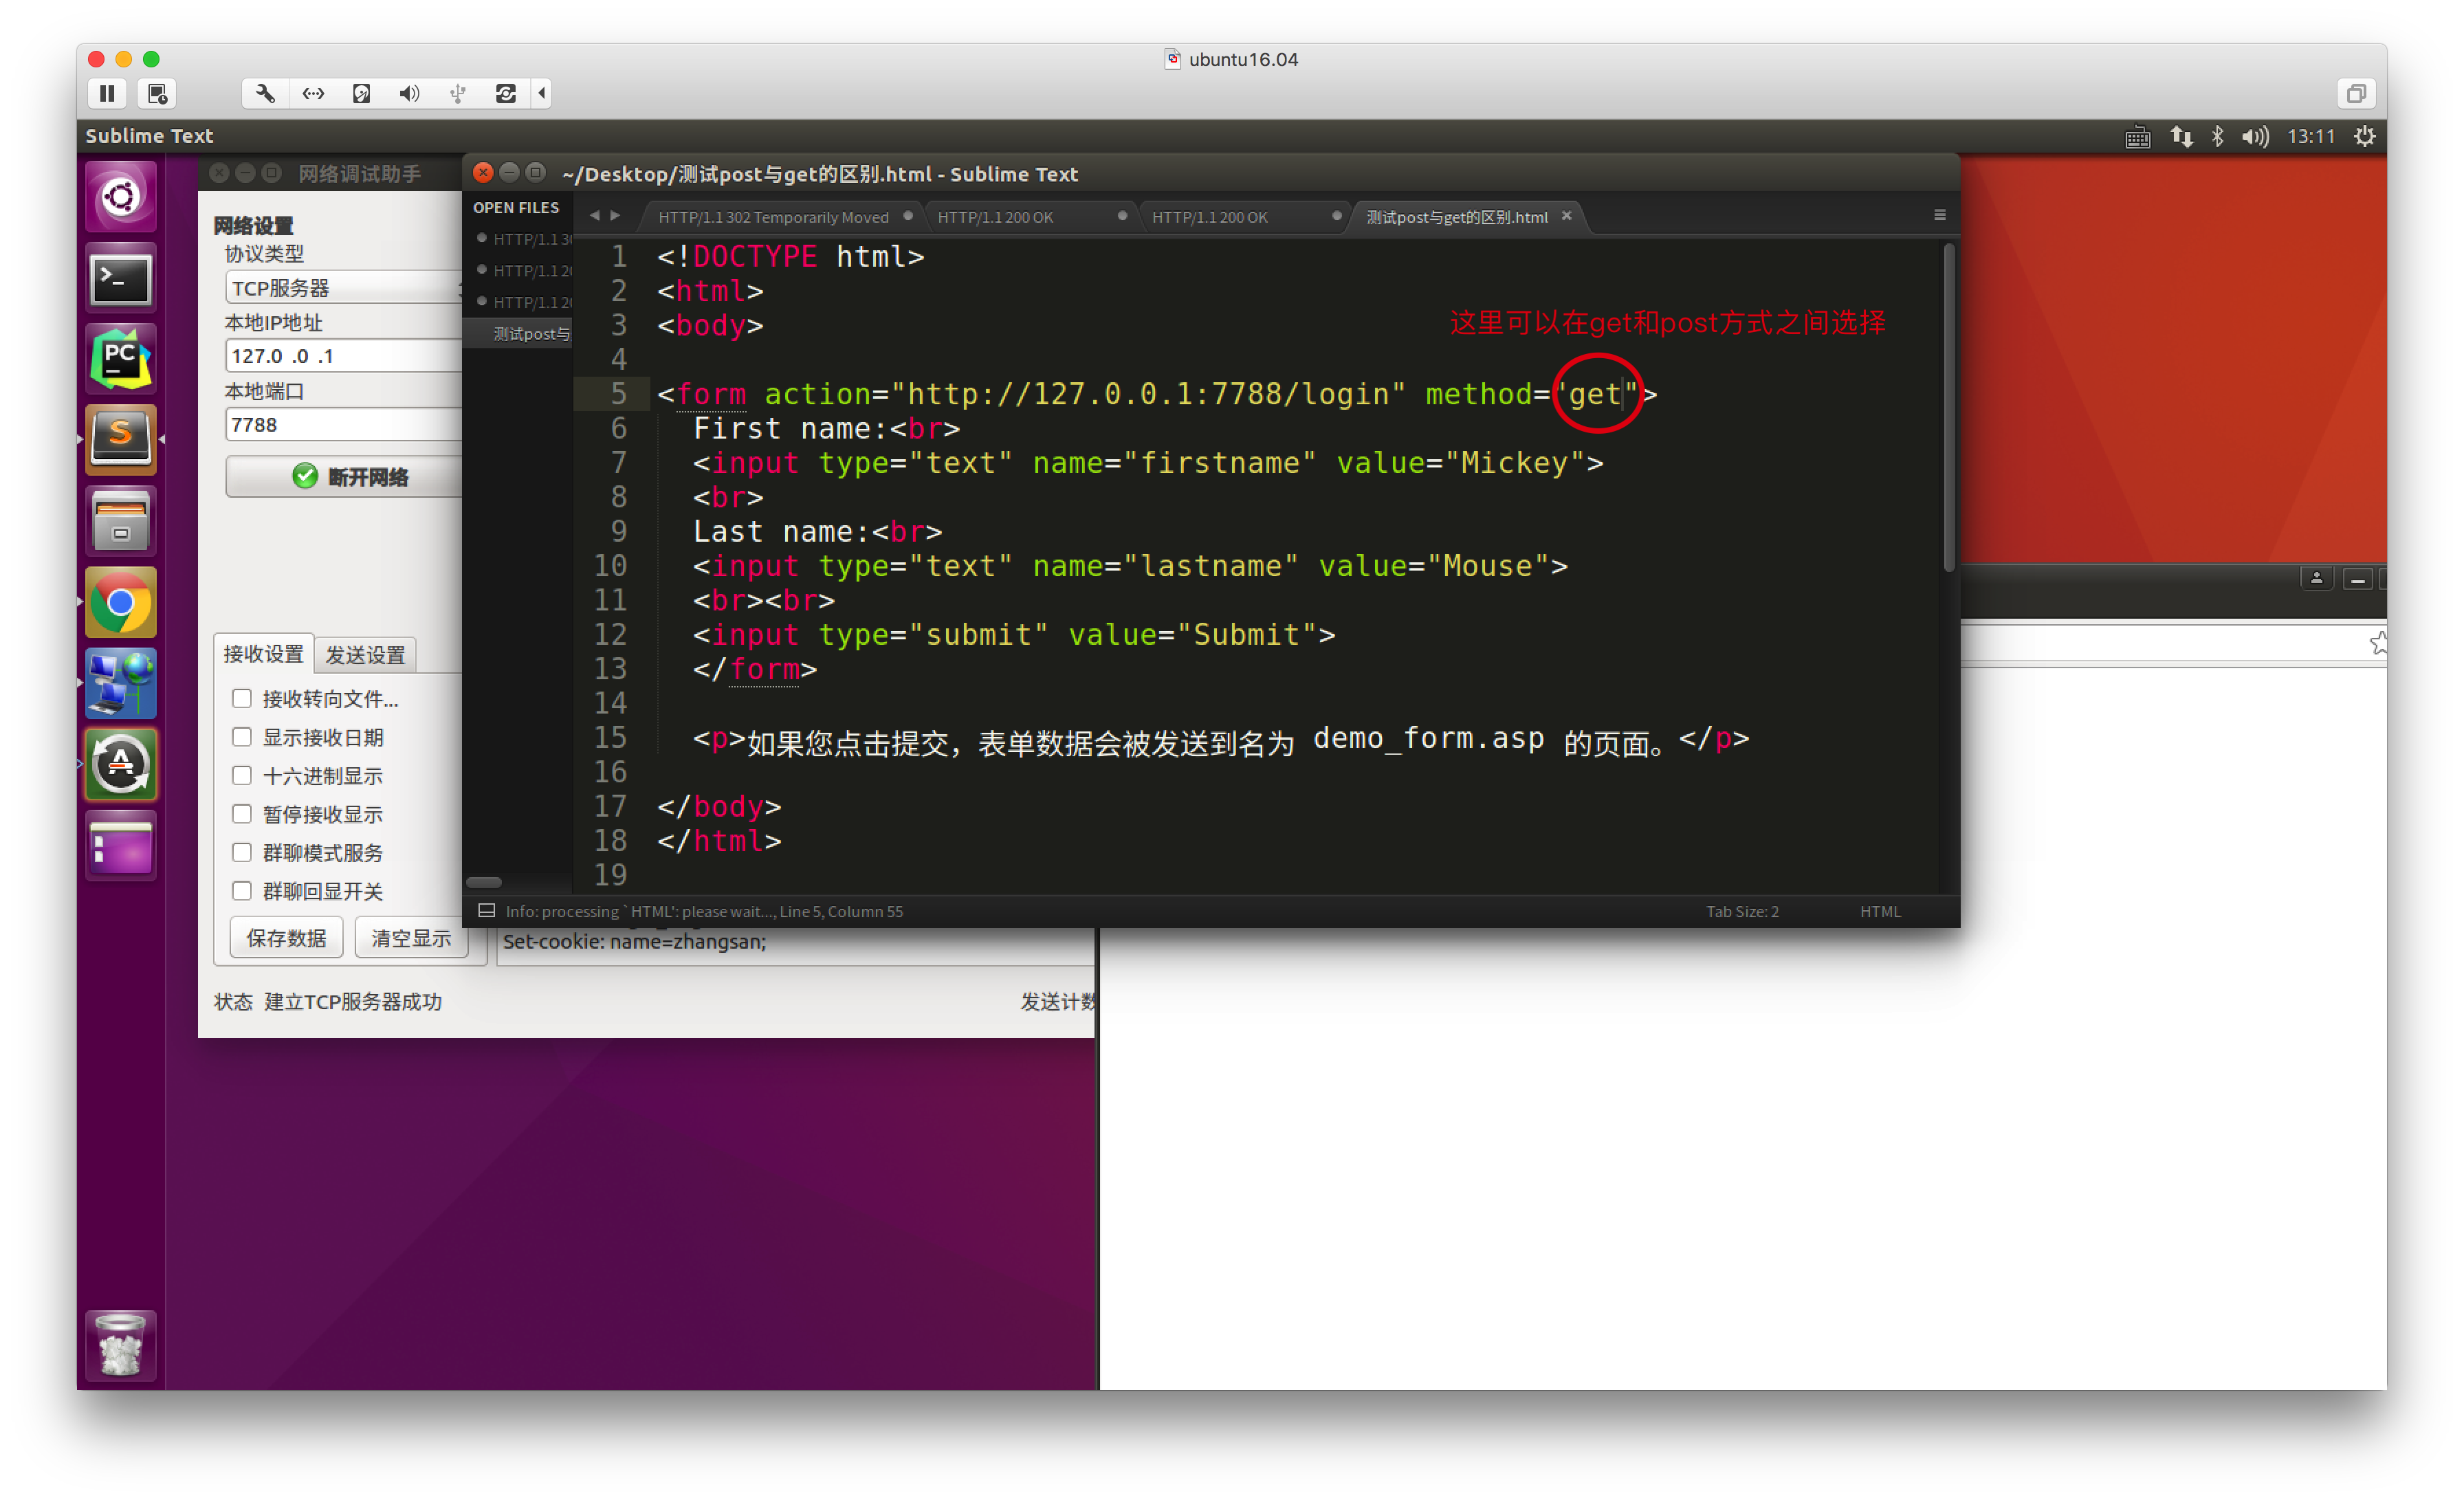 ubuntu16.04
Sublime Text
13:11
网络调试助手
网络设置
协议类型
TCP服务器
本地IP地址
127.0 .0 .1
本地端口
7788
断开网络
接收设置 发送设置
接收转向文件...
显示接收日期
十六进制显示
暂停接收显示
群聊模式服务
群聊回显开关
保存数据 清空显示
Set-cookie: name=zhangsan;
状态 建立TCP服务器成功
发送计数
~/Desktop/测试post与get的区别.html - Sublime Text
OPEN FILES
HTTP/1.1 30
HTTP/1.1 20
HTTP/1.1 20
测试post与
HTTP/1.1 302 Temporarily Moved
HTTP/1.1 200 OK
HTTP/1.1 200 OK
测试post与get的区别.html
这里可以在get和post方式之间选择
1 <!DOCTYPE html>
2 <html>
3 <body>
4
5 <form action="http://127.0.0.1:7788/login" method="get">
6 First name:<br>
7 <input type="text" name="firstname" value="Mickey">
8 <br>
9 Last name:<br>
10 <input type="text" name="lastname" value="Mouse">
11 <br><br>
12 <input type="submit" value="Submit">
13 </form>
14
15 <p>如果您点击提交，表单数据会被发送到名为 demo_form.asp 的页面。</p>
16
17 </body>
18 </html>
19
Info: processing `HTML': please wait..., Line 5, Column 55
Tab Size: 2
HTML